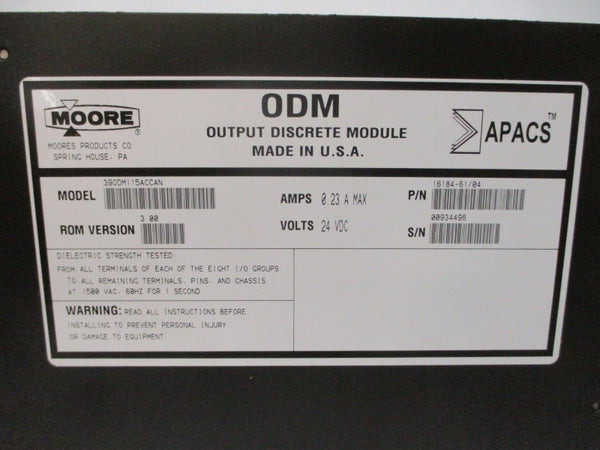 MOORE ®
MOORES PRODUCTS CO
SPRING HOUSE, PA
ODM
OUTPUT DISCRETE MODULE
MADE IN U.S.A.
APACS™
MODEL 39ODM115ACCAN
ROM VERSION 3.00
AMPS 0.23 A MAX
VOLTS 24 VDC
P/N 16184-61/04
S/N 00934496
DIELECTRIC STRENGTH TESTED
FROM ALL TERMINALS OF EACH OF THE EIGHT I/O GROUPS
TO ALL REMAINING TERMINALS, PINS, AND CHASSIS
AT 1500 VAC, 60HZ FOR 1 SECOND
WARNING: READ ALL INSTRUCTIONS BEFORE
INSTALLING TO PREVENT PERSONAL INJURY
OR DAMAGE TO EQUIPMENT